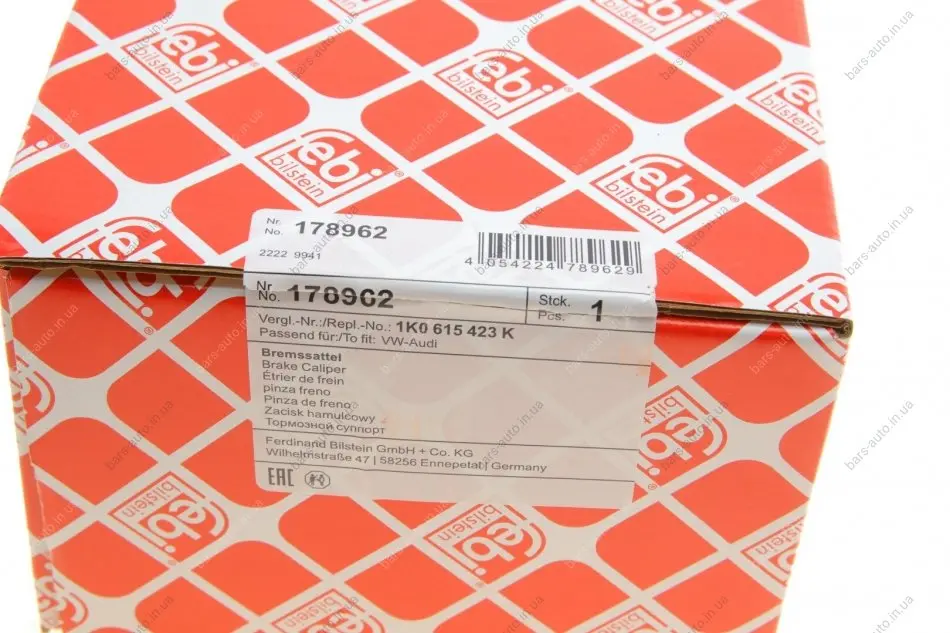 febi
bilstein
Nr.
No. 178962
2222 9941
4 054224 789629
Nr
No. 178962
Stck.
Pcs. 1
Vergl.-Nr.:/Repl.-No.: 1K0 615 423 K
Passend für:/To fit: VW-Audi
Bremssattel
Brake Caliper
Étrier de frein
pinza freno
Pinza de freno
Zacisk hamulcowy
Тормозной суппорт
Ferdinand Bilstein GmbH + Co. KG
Wilhelmstraße 47 | 58256 Ennepetal | Germany
EAC
bars-auto.in.ua